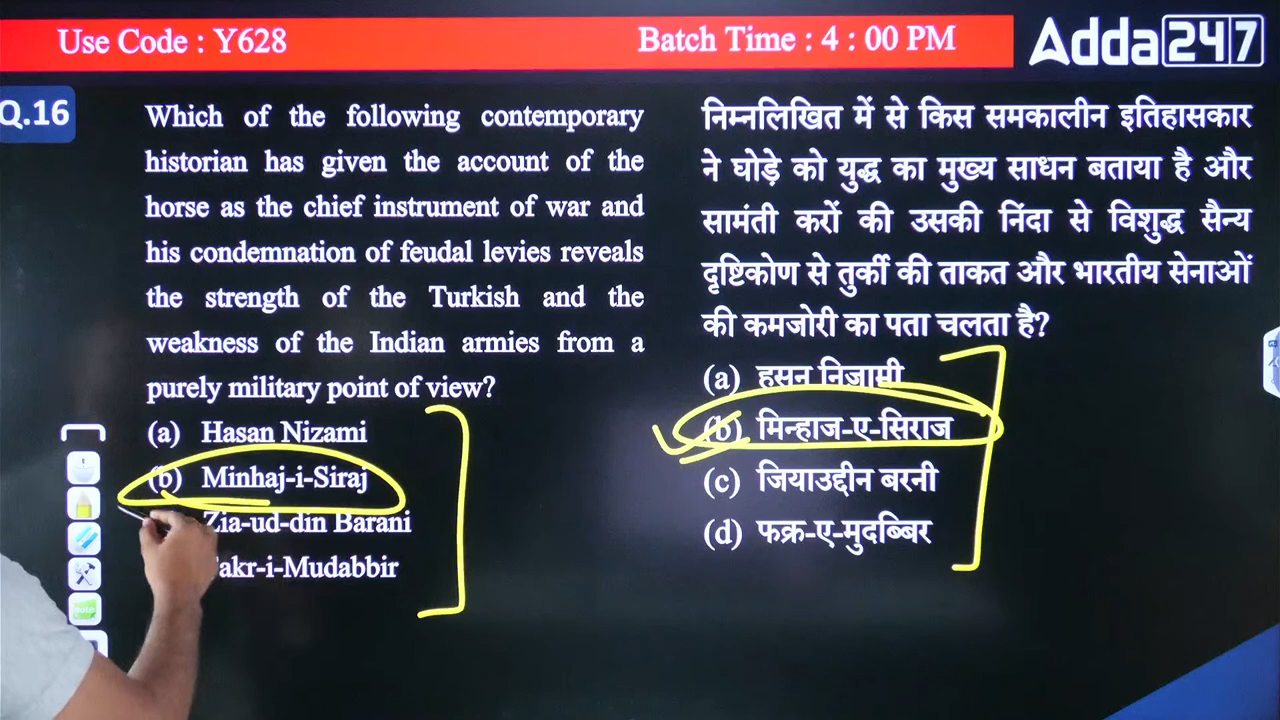 Use Code : Y628
Batch Time : 4 : 00 PM
Adda247
Q.16
Which of the following contemporary
historian has given the account of the
horse as the chief instrument of war and
his condemnation of feudal levies reveals
the strength of the Turkish and the
weakness of the Indian armies from a
purely military point of view?
(a) Hasan Nizami
(b) Minhaj-i-Siraj
Zia-ud-din Barani
akr-i-Mudabbir
निम्नलिखित में से किस समकालीन इतिहासकार
ने घोड़े को युद्ध का मुख्य साधन बताया है और
सामंती करों की उसकी निंदा से विशुद्ध सैन्य
दृष्टिकोण से तुर्की की ताकत और भारतीय सेनाओं
की कमजोरी का पता चलता है?
(a) हसन निजामी
(b) मिन्हाज-ए-सिराज
(c) जियाउद्दीन बरनी
(d) फक्र-ए-मुदब्बिर